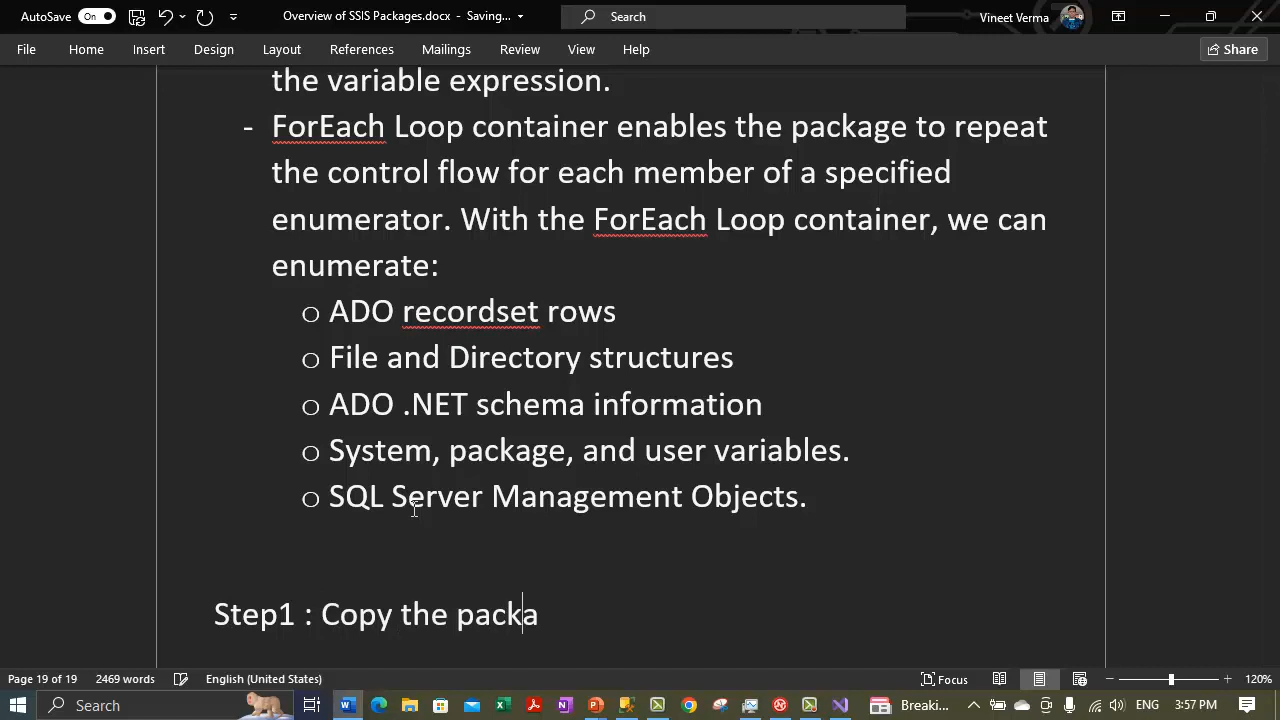 AutoSave On Overview of SSIS Packages.docx - Saving... Search Vineet Verma
File Home Insert Design Layout References Mailings Review View Help Share
the variable expression.
- ForEach Loop container enables the package to repeat
the control flow for each member of a specified
enumerator. With the ForEach Loop container, we can
enumerate:
o ADO recordset rows
o File and Directory structures
o ADO .NET schema information
o System, package, and user variables.
o SQL Server Management Objects.
Step1 : Copy the packa
Page 19 of 19 2469 words English (United States) Focus 120%
Search Breaki... ENG 3:57 PM